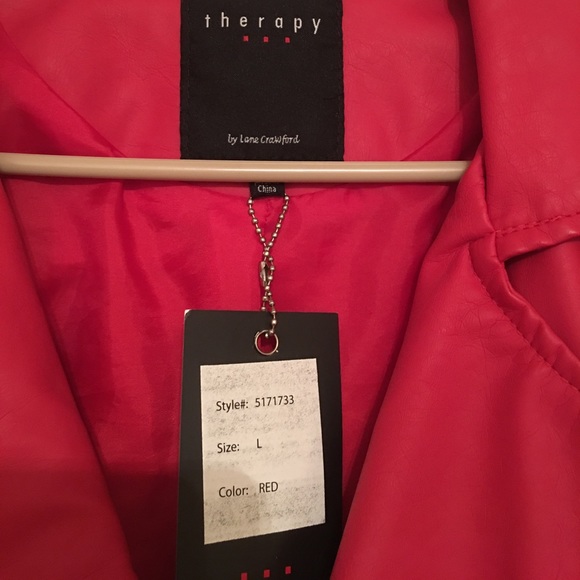 therapy
by Lane Crawford
China
Style#: 5171733
Size: L
Color: RED